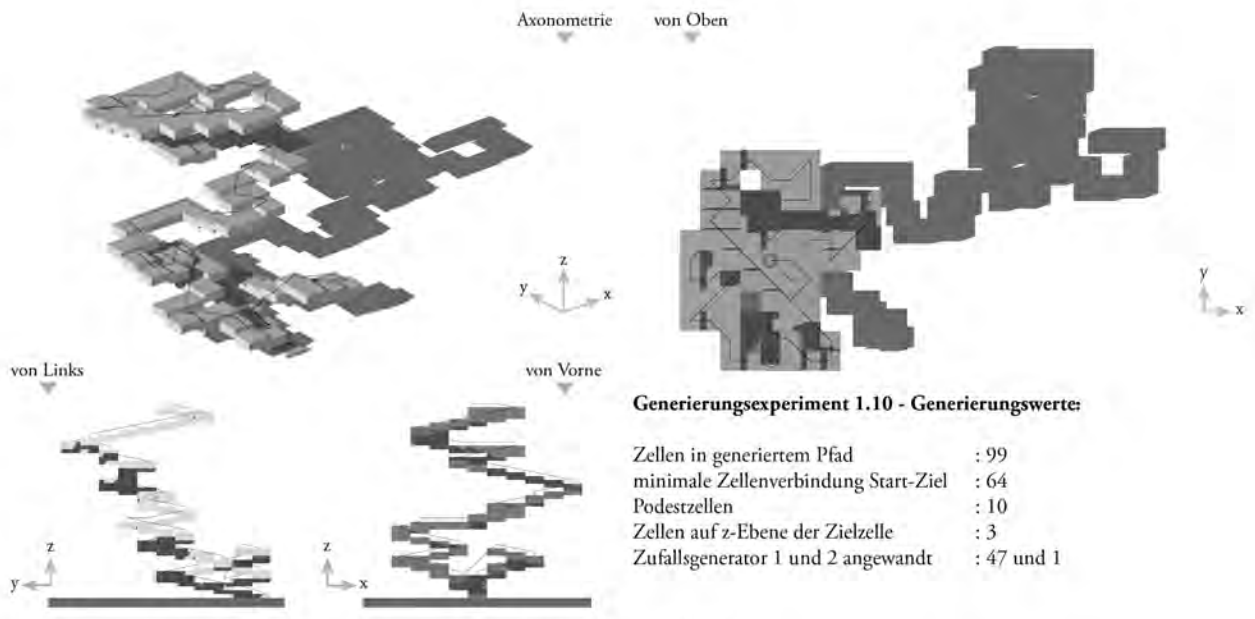 Axonometrie
von Oben
z
y
x
y
x
von Links
von Vorne
Generierungsexperiment 1.10 - Generierungswerte:
Zellen in generiertem Pfad : 99
minimale Zellenverbindung Start-Ziel : 64
Podestzellen : 10
Zellen auf z-Ebene der Zielzelle : 3
Zufallsgenerator 1 und 2 angewandt : 47 und 1
z
y
z
x